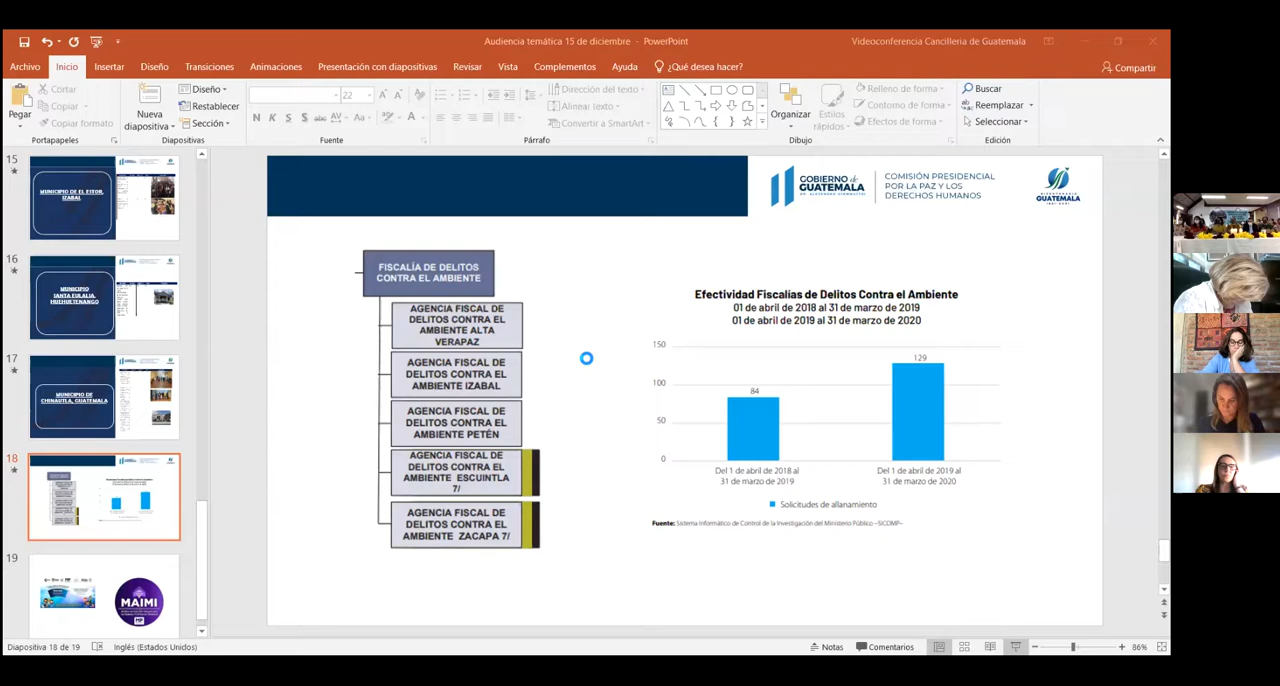 Audiencia temática 15 de diciembre - PowerPoint
Videoconferencia Cancilleria de Guatemala
Archivo Inicio Insertar Diseño Transiciones Animaciones Presentación con diapositivas Revisar Vista Complementos Ayuda ¿Qué desea hacer? Compartir
Pegar
Cortar
Copiar
Copiar formato
Portapapeles
Nueva
diapositiva
Diseño
Restablecer
Sección
Diapositivas
22
N K S S abc AV Aa A
Fuente
Dirección del texto
Alinear texto
Convertir a SmartArt
Párrafo
Organizar
Estilos
rápidos
Relleno de forma
Contorno de forma
Efectos de forma
Dibujo
Buscar
Reemplazar
Seleccionar
Edición
15
MUNICIPIO DE EL ESTOR,
IZABAL
16
MUNICIPIO
SANTA EULALIA,
HUEHUETENANGO
17
MUNICIPIO DE
CHINAUTLA, GUATEMALA
18
19
MAIMI
MP
GOBIERNO de
GUATEMALA
COMISIÓN PRESIDENCIAL
POR LA PAZ Y LOS
DERECHOS HUMANOS
BICENTENARIO
GUATEMALA
FISCALÍA DE DELITOS
CONTRA EL AMBIENTE
AGENCIA FISCAL DE
DELITOS CONTRA EL
AMBIENTE ALTA
VERAPAZ
AGENCIA FISCAL DE
DELITOS CONTRA EL
AMBIENTE IZABAL
AGENCIA FISCAL DE
DELITOS CONTRA EL
AMBIENTE PETÉN
AGENCIA FISCAL DE
DELITOS CONTRA EL
AMBIENTE ESCUINTLA
7/
AGENCIA FISCAL DE
DELITOS CONTRA EL
AMBIENTE ZACAPA 7/
Efectividad Fiscalías de Delitos Contra el Ambiente
01 de abril de 2018 al 31 de marzo de 2019
01 de abril de 2019 al 31 de marzo de 2020
150
100
50
0
84
129
Del 1 de abril de 2018 al
31 de marzo de 2019
Del 1 de abril de 2019 al
31 de marzo de 2020
Solicitudes de allanamiento
Fuente: Sistema Informático de Control de la Investigación del Ministerio Público -SICOMP-
Diapositiva 18 de 19 Inglés (Estados Unidos) Notas Comentarios 86%